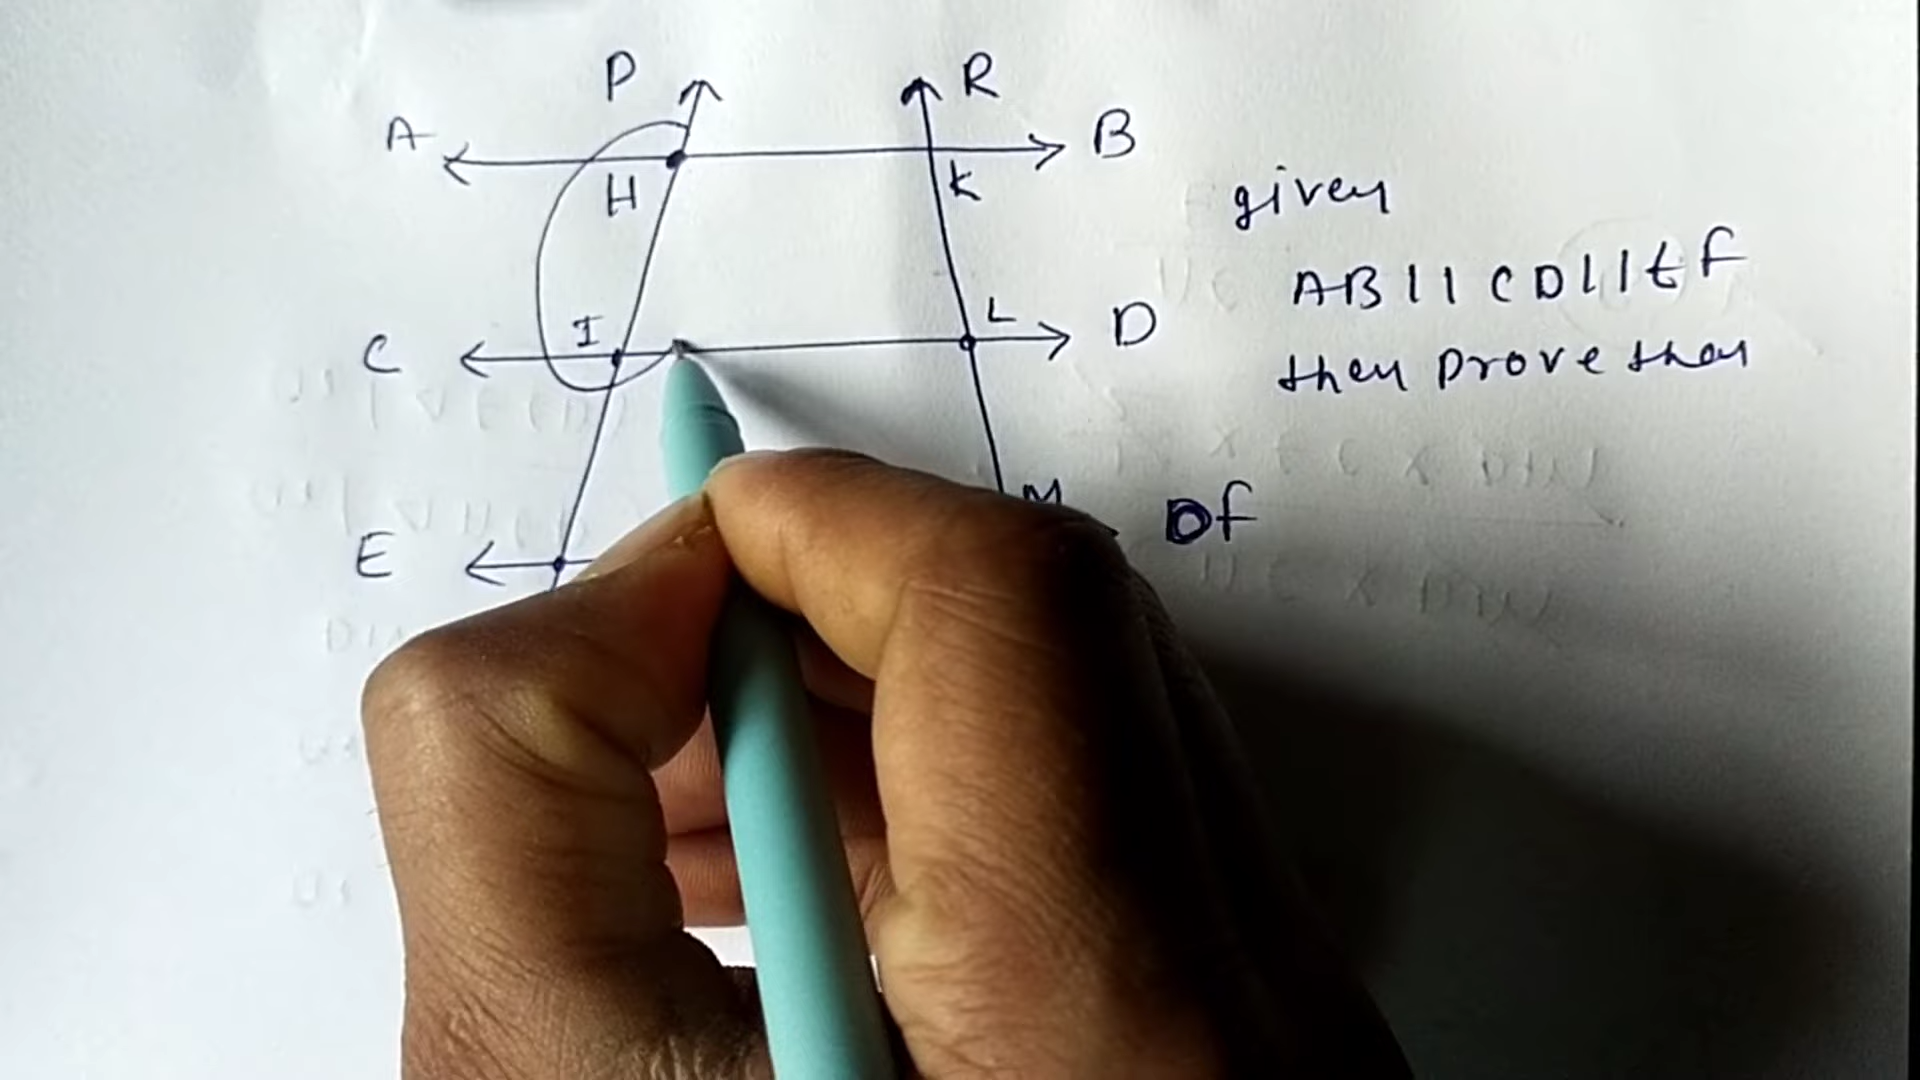 P
R
A
B
H
K
given
AB || CD || EF
I
L
C
D
then prove that
M
E
Of